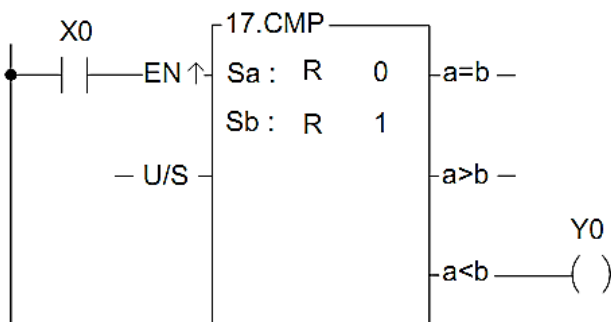 X0
17.CMP
EN↑ Sa : R 0 a=b
Sb : R 1
U/S a>b
Y0
a<b ( )